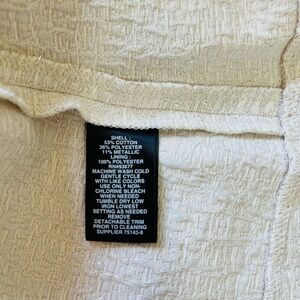 SHELL :
53% COTTON
36% POLYESTER
11% METALLIC
LINING :
100% POLYESTER
MACHINE WASH COLD
GENTLE CYCLE
WITH LIKE COLORS
USE ONLY NON-
CHLORINE BLEACH
WHEN NEEDED
TUMBLE DRY LOW
IRON LOWEST
SETTING AS NEEDED
REMOVE
DETACHABLE TRIM
PRIOR TO CLEANING
SUPPLIER 75143-8